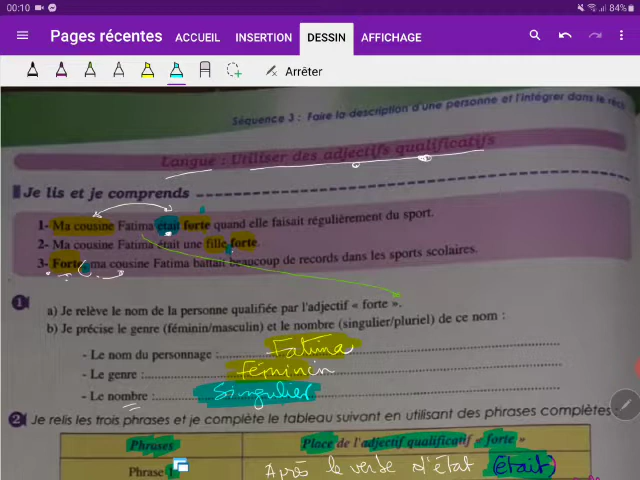 00:10
84%
Pages récentes ACCUEIL INSERTION DESSIN AFFICHAGE
Arrêter
Séquence 3 : Faire la description d'une personne et l'intégrer dans le récit
Langue : Utiliser des adjectifs qualificatifs
Je lis et je comprends
1- Ma cousine Fatima était forte quand elle faisait régulièrement du sport.
2- Ma cousine Fatima était une fille forte.
3- Forte, ma cousine Fatima battait beaucoup de records dans les sports scolaires.
1
a) Je relève le nom de la personne qualifiée par l'adjectif « forte ».
b) Je précise le genre (féminin/masculin) et le nombre (singulier/pluriel) de ce nom :
- Le nom du personnage : Fatima
- Le genre : féminin
- Le nombre : Singulier
2 Je relis les trois phrases et je complète le tableau suivant en utilisant des phrases complètes :
Phrases Place de l'adjectif qualificatif « forte »
Phrase 1 Après le verbe d'état (était)